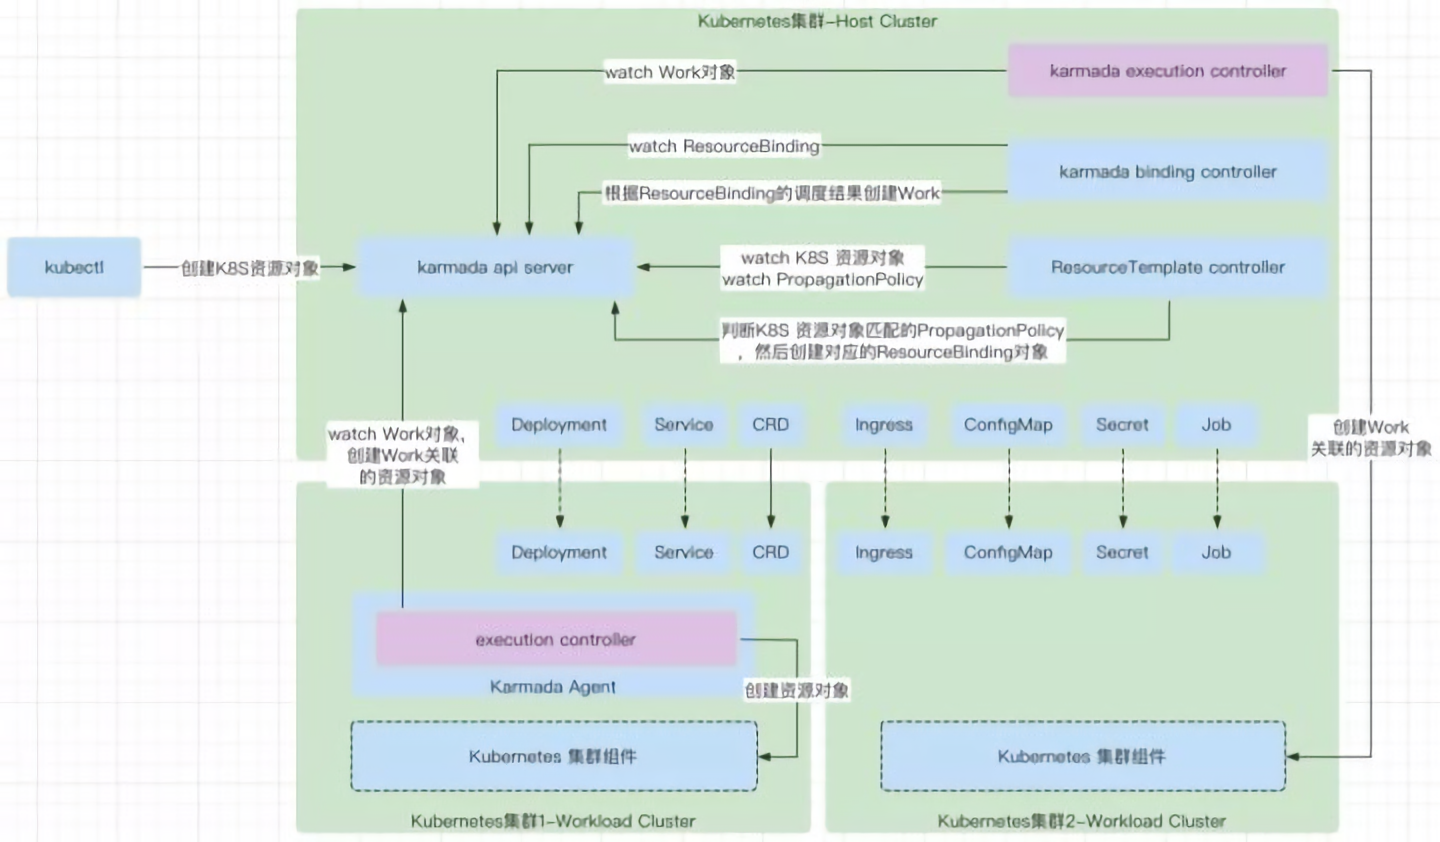 Kubernetes集群-Host Cluster
watch Work对象
karmada execution controller
watch ResourceBinding
karmada binding controller
根据ResourceBinding的调度结果创建Work
kubectl
创建K8S资源对象
karmada api server
watch K8S 资源对象
watch PropagationPolicy
ResourceTemplate controller
判断K8S 资源对象匹配的PropagationPolicy
，然后创建对应的ResourceBinding对象
Deployment
Service
CRD
Ingress
ConfigMap
Secret
Job
watch Work对象，
创建Work关联
的资源对象
创建Work
关联的资源对象
Deployment
Service
CRD
Ingress
ConfigMap
Secret
Job
execution controller
Karmada Agent
创建资源对象
Kubernetes 集群组件
Kubernetes 集群组件
Kubernetes集群1-Workload Cluster
Kubernetes集群2-Workload Cluster